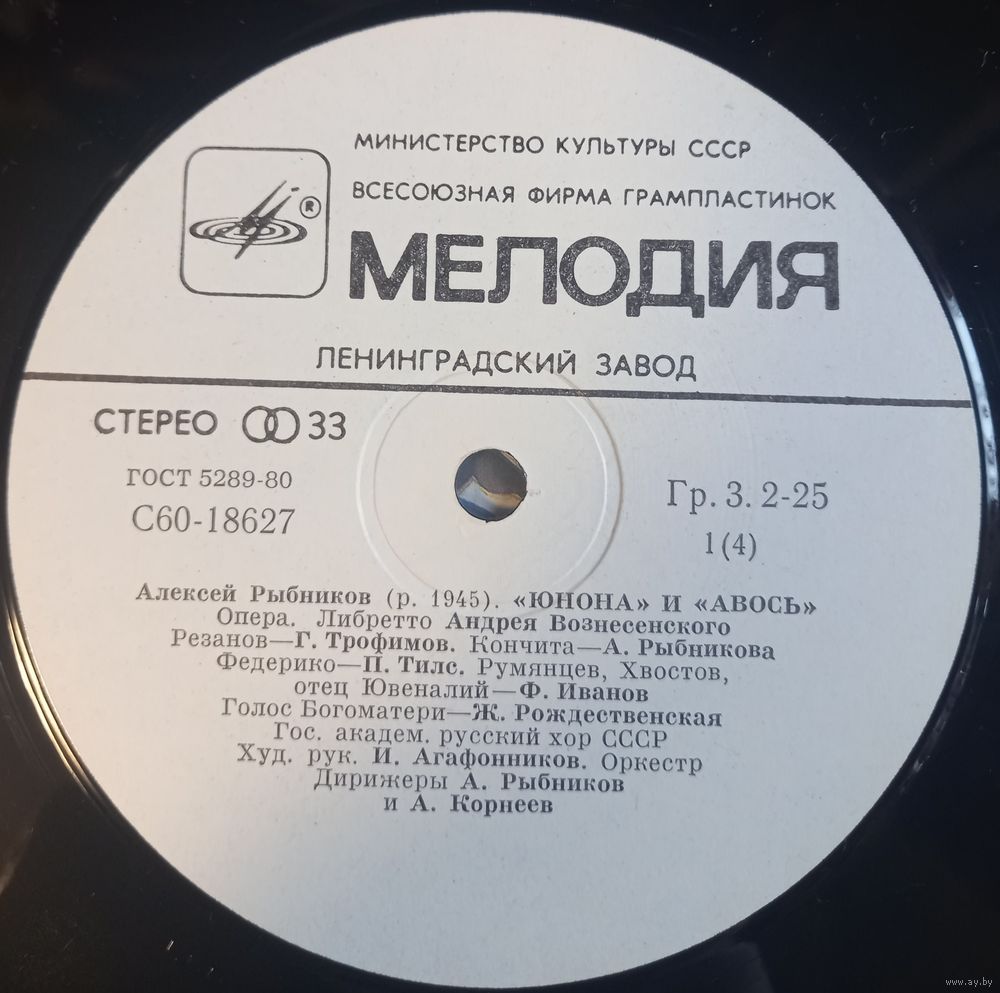 МИНИСТЕРСТВО КУЛЬТУРЫ СССР
ВСЕСОЮЗНАЯ ФИРМА ГРАМПЛАСТИНОК
®
МЕЛОДИЯ
ЛЕНИНГРАДСКИЙ ЗАВОД
СТЕРЕО 33
ГОСТ 5289-80
С60-18627
Гр. 3. 2-25
1(4)
Алексей Рыбников (р. 1945). «ЮНОНА» И «АВОСЬ»
Опера. Либретто Андрея Вознесенского
Резанов—Г. Трофимов. Кончита—А. Рыбникова
Федерико—П. Тилс. Румянцев, Хвостов,
отец Ювеналий—Ф. Иванов
Голос Богоматери—Ж. Рождественская
Гос. академ. русский хор СССР
Худ. рук. И. Агафонников. Оркестр
Дирижеры А. Рыбников
и А. Корнеев
www.ay.by